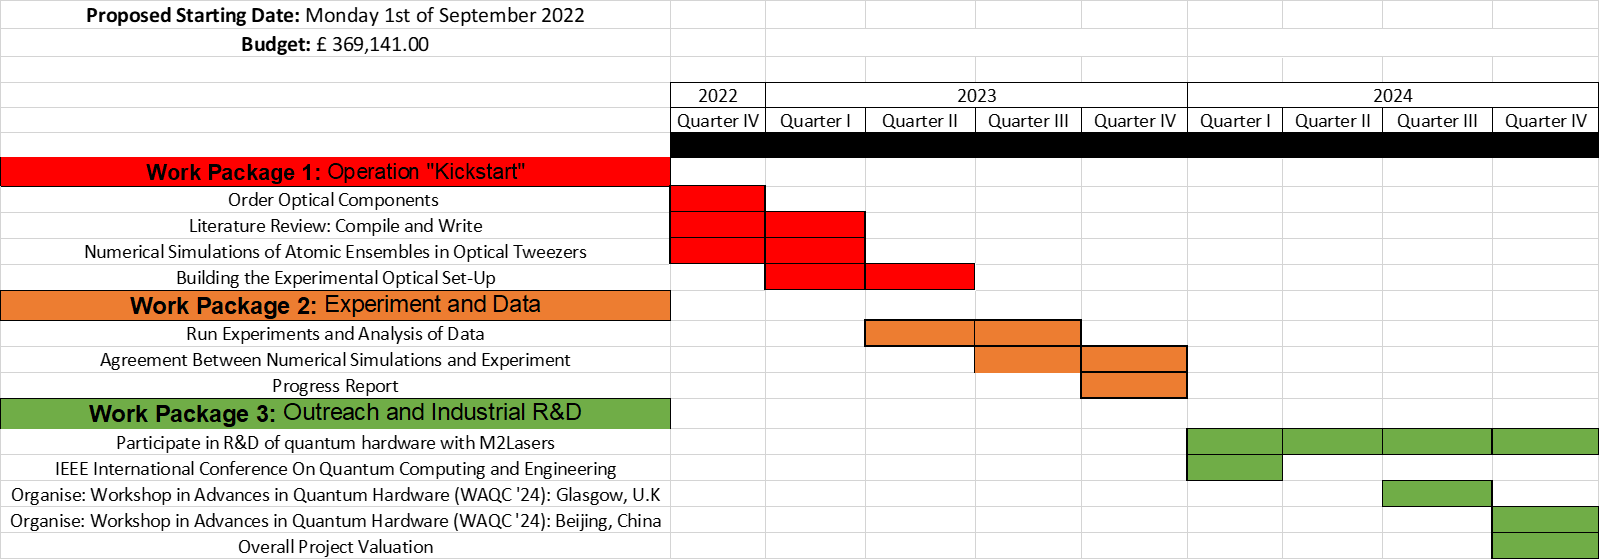 Proposed Starting Date: Monday 1st of September 2022
Budget: £ 369,141.00
2022 2023 2024
Quarter IV Quarter I Quarter II Quarter III Quarter IV Quarter I Quarter II Quarter III Quarter IV
Work Package 1: Operation "Kickstart"
Order Optical Components
Literature Review: Compile and Write
Numerical Simulations of Atomic Ensembles in Optical Tweezers
Building the Experimental Optical Set-Up
Work Package 2: Experiment and Data
Run Experiments and Analysis of Data
Agreement Between Numerical Simulations and Experiment
Progress Report
Work Package 3: Outreach and Industrial R&D
Participate in R&D of quantum hardware with M2Lasers
IEEE International Conference On Quantum Computing and Engineering
Organise: Workshop in Advances in Quantum Hardware (WAQC '24): Glasgow, U.K
Organise: Workshop in Advances in Quantum Hardware (WAQC '24): Beijing, China
Overall Project Valuation